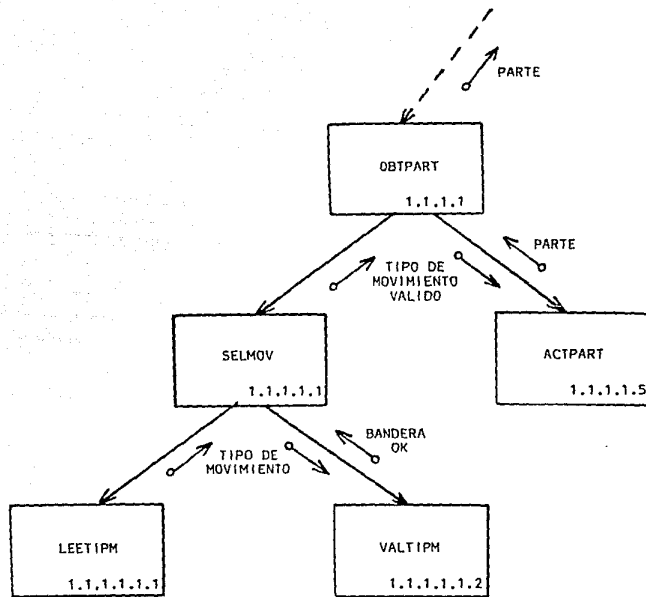 PARTE
OBTPART
1.1.1.1
TIPO DE
MOVIMIENTO
VALIDO
PARTE
SELMOV
1.1.1.1.1
ACTPART
1.1.1.1.5
TIPO DE
MOVIMIENTO
BANDERA
OK
LEETIPM
1.1.1.1.1.1
VALTIPM
1.1.1.1.1.2